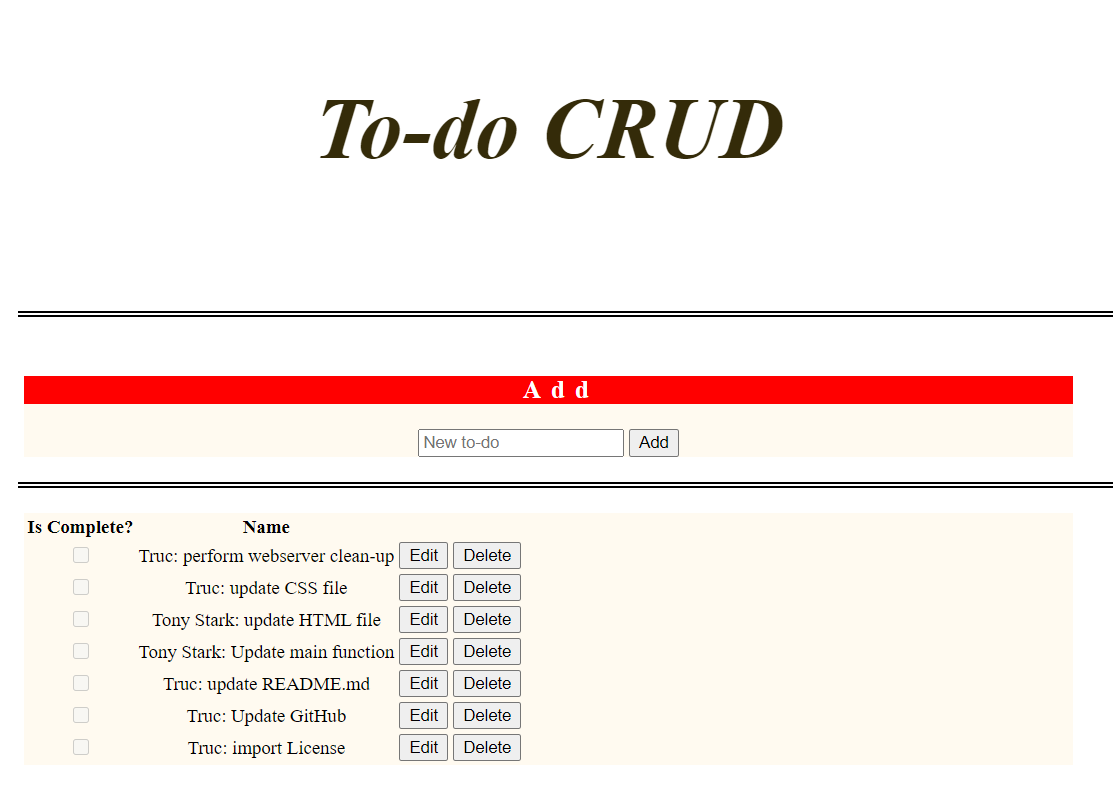 To-do CRUD
A d d
New to-do Add
Is Complete? Name
Truc: perform webserver clean-up Edit Delete
Truc: update CSS file Edit Delete
Tony Stark: update HTML file Edit Delete
Tony Stark: Update main function Edit Delete
Truc: update README.md Edit Delete
Truc: Update GitHub Edit Delete
Truc: import License Edit Delete